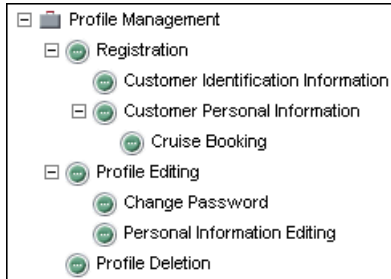 Profile Management
Registration
Customer Identification Information
Customer Personal Information
Cruise Booking
Profile Editing
Change Password
Personal Information Editing
Profile Deletion